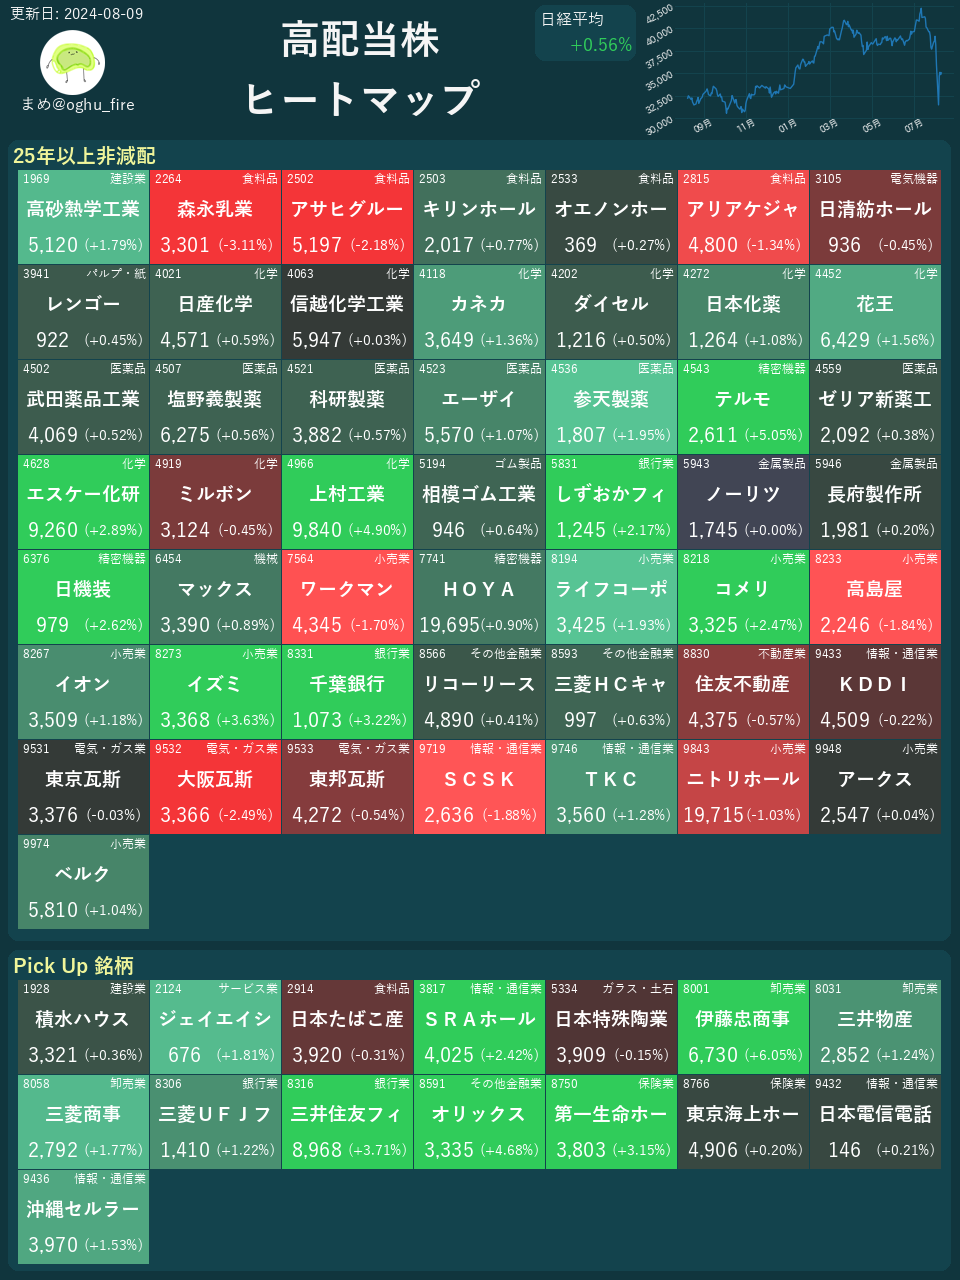 更新日: 2024-08-09
まめ@oghu_fire
高配当株
ヒートマップ
日経平均
+0.56%
42,500
40,000
37,500
35,000
32,500
30,000
09月 11月 01月 03月 05月 07月
25年以上非減配
1969 建設業 2264 食料品 2502 食料品 2503 食料品 2533 食料品 2815 食料品 3105 電気機器
高砂熱学工業 森永乳業 アサヒグルー キリンホール オエノンホー アリアケジャ 日清紡ホール
5,120 (+1.79%) 3,301 (-3.11%) 5,197 (-2.18%) 2,017 (+0.77%) 369 (+0.27%) 4,800 (-1.34%) 936 (-0.45%)
3941 パルプ・紙 4021 化学 4063 化学 4118 化学 4202 化学 4272 化学 4452 化学
レンゴー 日産化学 信越化学工業 カネカ ダイセル 日本化薬 花王
922 (+0.45%) 4,571 (+0.59%) 5,947 (+0.03%) 3,649 (+1.36%) 1,216 (+0.50%) 1,264 (+1.08%) 6,429 (+1.56%)
4502 医薬品 4507 医薬品 4521 医薬品 4523 医薬品 4536 医薬品 4543 精密機器 4559 医薬品
武田薬品工業 塩野義製薬 科研製薬 エーザイ 参天製薬 テルモ ゼリア新薬工
4,069 (+0.52%) 6,275 (+0.56%) 3,882 (+0.57%) 5,570 (+1.07%) 1,807 (+1.95%) 2,611 (+5.05%) 2,092 (+0.38%)
4628 化学 4919 化学 4966 化学 5194 ゴム製品 5831 銀行業 5943 金属製品 5946 金属製品
エスケー化研 ミルボン 上村工業 相模ゴム工業 しずおかフィ ノーリツ 長府製作所
9,260 (+2.89%) 3,124 (-0.45%) 9,840 (+4.90%) 946 (+0.64%) 1,245 (+2.17%) 1,745 (+0.00%) 1,981 (+0.20%)
6376 精密機器 6454 機械 7564 小売業 7741 精密機器 8194 小売業 8218 小売業 8233 小売業
日機装 マックス ワークマン ＨＯＹＡ ライフコーポ コメリ 高島屋
979 (+2.62%) 3,390 (+0.89%) 4,345 (-1.70%) 19,695(+0.90%) 3,425 (+1.93%) 3,325 (+2.47%) 2,246 (-1.84%)
8267 小売業 8273 小売業 8331 銀行業 8566 その他金融業 8593 その他金融業 8830 不動産業 9433 情報・通信業
イオン イズミ 千葉銀行 リコーリース 三菱ＨＣキャ 住友不動産 ＫＤＤＩ
3,509 (+1.18%) 3,368 (+3.63%) 1,073 (+3.22%) 4,890 (+0.41%) 997 (+0.63%) 4,375 (-0.57%) 4,509 (-0.22%)
9531 電気・ガス業 9532 電気・ガス業 9533 電気・ガス業 9719 情報・通信業 9746 情報・通信業 9843 小売業 9948 小売業
東京瓦斯 大阪瓦斯 東邦瓦斯 ＳＣＳＫ ＴＫＣ ニトリホール アークス
3,376 (-0.03%) 3,366 (-2.49%) 4,272 (-0.54%) 2,636 (-1.88%) 3,560 (+1.28%) 19,715(-1.03%) 2,547 (+0.04%)
9974 小売業
ベルク
5,810 (+1.04%)
Pick Up 銘柄
1928 建設業 2124 サービス業 2914 食料品 3817 情報・通信業 5334 ガラス・土石 8001 卸売業 8031 卸売業
積水ハウス ジェイエイシ 日本たばこ産 ＳＲＡホール 日本特殊陶業 伊藤忠商事 三井物産
3,321 (+0.36%) 676 (+1.81%) 3,920 (-0.31%) 4,025 (+2.42%) 3,909 (-0.15%) 6,730 (+6.05%) 2,852 (+1.24%)
8058 卸売業 8306 銀行業 8316 銀行業 8591 その他金融業 8750 保険業 8766 保険業 9432 情報・通信業
三菱商事 三菱ＵＦＪフ 三井住友フィ オリックス 第一生命ホー 東京海上ホー 日本電信電話
2,792 (+1.77%) 1,410 (+1.22%) 8,968 (+3.71%) 3,335 (+4.68%) 3,803 (+3.15%) 4,906 (+0.20%) 146 (+0.21%)
9436 情報・通信業
沖縄セルラー
3,970 (+1.53%)